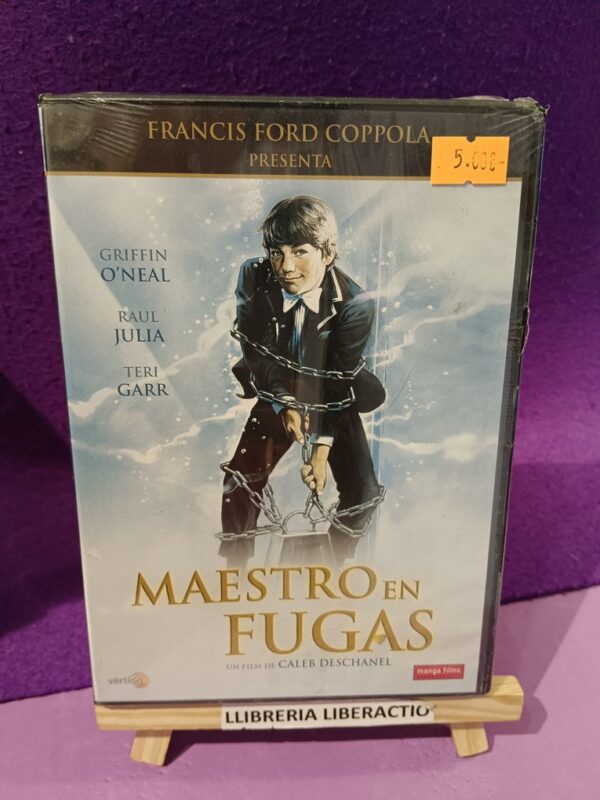 FRANCIS FORD COPPOLA
PRESENTA
5.00€-
GRIFFIN
O'NEAL
RAUL
JULIA
TERI
GARR
MAESTRO EN
FUGAS
UN FILM DE CALEB DESCHANEL
vértigo
manga films
LLIBRERIA LIBERACTIO